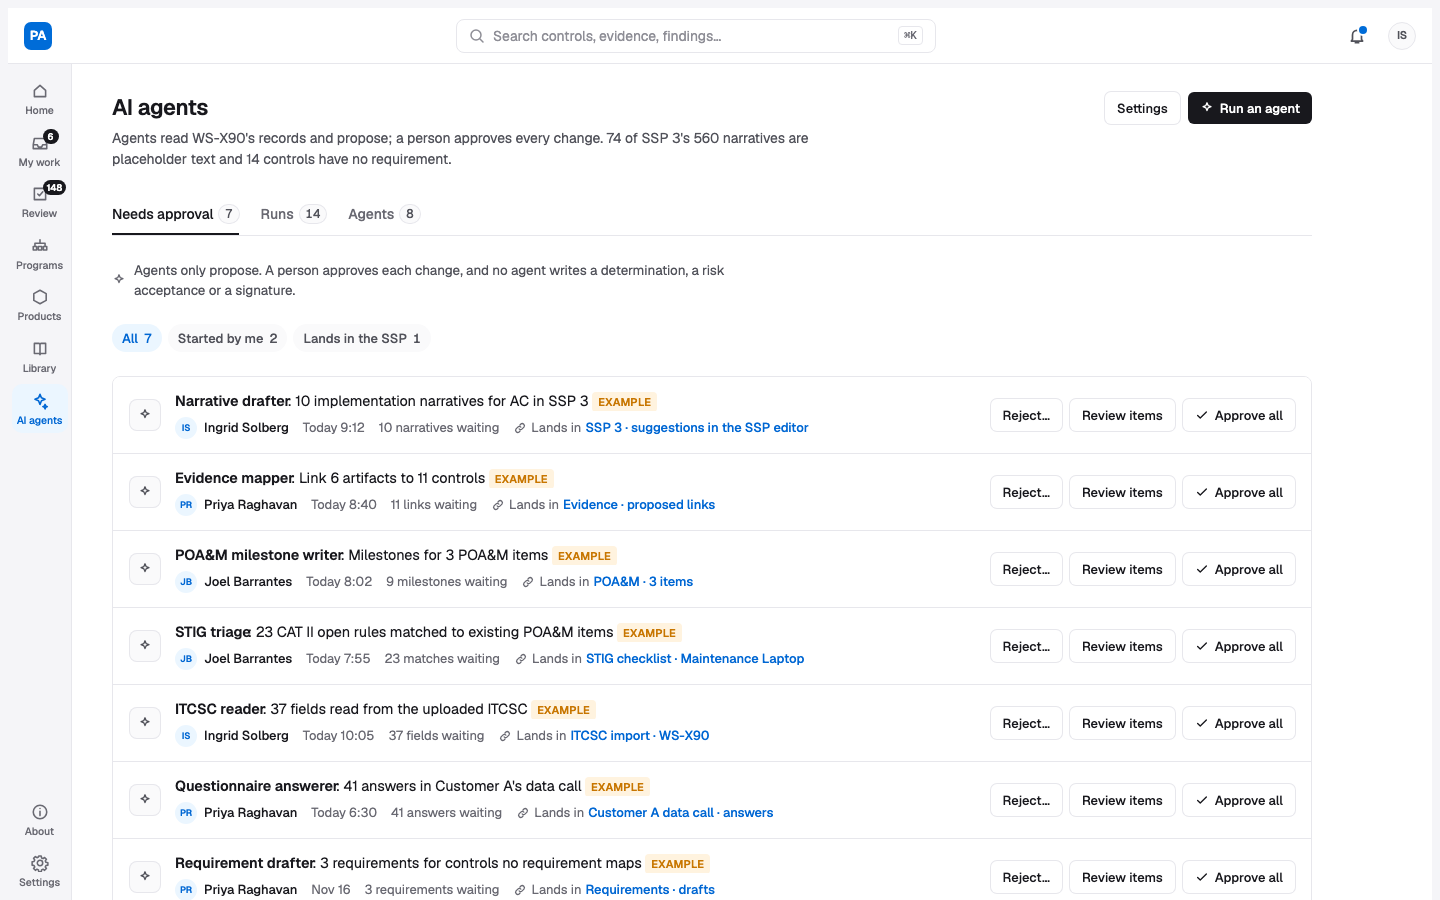 PA
Search controls, evidence, findings... ⌘K
IS
Home
6
My work
148
Review
Programs
Products
Library
AI agents
About
Settings
AI agents
Settings
Run an agent
Agents read WS-X90's records and propose; a person approves every change. 74 of SSP 3's 560 narratives are
placeholder text and 14 controls have no requirement.
Needs approval 7 Runs 14 Agents 8
Agents only propose. A person approves each change, and no agent writes a determination, a risk
acceptance or a signature.
All 7 Started by me 2 Lands in the SSP 1
Narrative drafter: 10 implementation narratives for AC in SSP 3 EXAMPLE
IS Ingrid Solberg Today 9:12 10 narratives waiting Lands in SSP 3 · suggestions in the SSP editor
Reject... Review items Approve all
Evidence mapper: Link 6 artifacts to 11 controls EXAMPLE
PR Priya Raghavan Today 8:40 11 links waiting Lands in Evidence · proposed links
Reject... Review items Approve all
POA&M milestone writer: Milestones for 3 POA&M items EXAMPLE
JB Joel Barrantes Today 8:02 9 milestones waiting Lands in POA&M · 3 items
Reject... Review items Approve all
STIG triage: 23 CAT II open rules matched to existing POA&M items EXAMPLE
JB Joel Barrantes Today 7:55 23 matches waiting Lands in STIG checklist · Maintenance Laptop
Reject... Review items Approve all
ITCSC reader: 37 fields read from the uploaded ITCSC EXAMPLE
IS Ingrid Solberg Today 10:05 37 fields waiting Lands in ITCSC import · WS-X90
Reject... Review items Approve all
Questionnaire answerer: 41 answers in Customer A's data call EXAMPLE
PR Priya Raghavan Today 6:30 41 answers waiting Lands in Customer A data call · answers
Reject... Review items Approve all
Requirement drafter: 3 requirements for controls no requirement maps EXAMPLE
PR Priya Raghavan Nov 16 3 requirements waiting Lands in Requirements · drafts
Reject... Review items Approve all